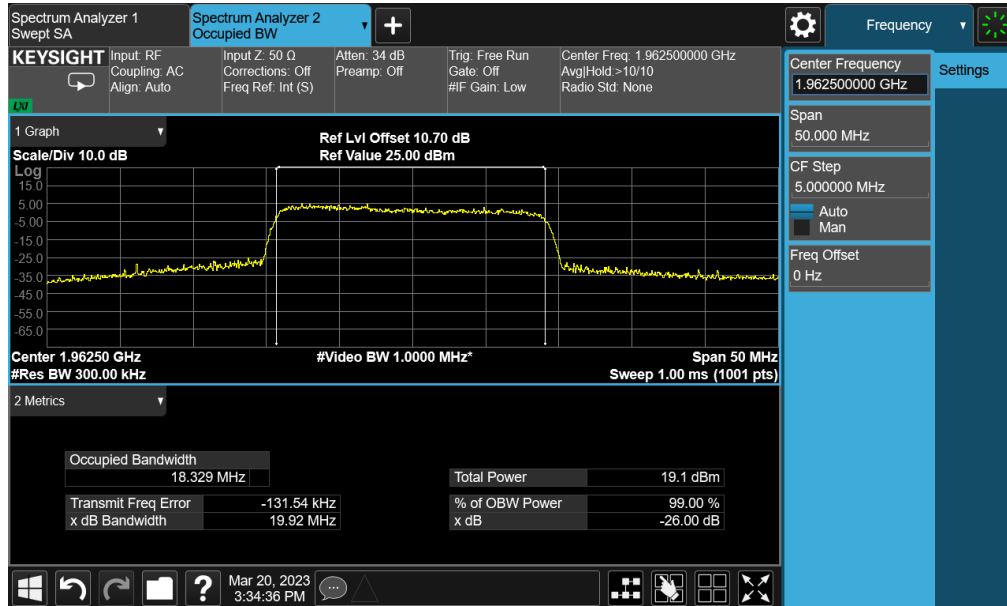 Spectrum Analyzer 1
Swept SA
Spectrum Analyzer 2
Occupied BW
Frequency
KEYSIGHT
LXI
Input: RF
Coupling: AC
Align: Auto
Input Z: 50 Ω
Corrections: Off
Freq Ref: Int (S)
Atten: 34 dB
Preamp: Off
Trig: Free Run
Gate: Off
#IF Gain: Low
Center Freq: 1.962500000 GHz
Avg|Hold:>10/10
Radio Std: None
Center Frequency
1.962500000 GHz
Settings
Span
50.000 MHz
CF Step
5.000000 MHz
Auto
Man
Freq Offset
0 Hz
1 Graph
Scale/Div 10.0 dB
Ref Lvl Offset 10.70 dB
Ref Value 25.00 dBm
Log
15.0
5.00
-5.00
-15.0
-25.0
-35.0
-45.0
-55.0
-65.0
Center 1.96250 GHz
#Res BW 300.00 kHz
#Video BW 1.0000 MHz*
Span 50 MHz
Sweep 1.00 ms (1001 pts)
2 Metrics
Occupied Bandwidth
18.329 MHz
Total Power 19.1 dBm
Transmit Freq Error -131.54 kHz
% of OBW Power 99.00 %
x dB Bandwidth 19.92 MHz
x dB -26.00 dB
?
Mar 20, 2023
3:34:36 PM